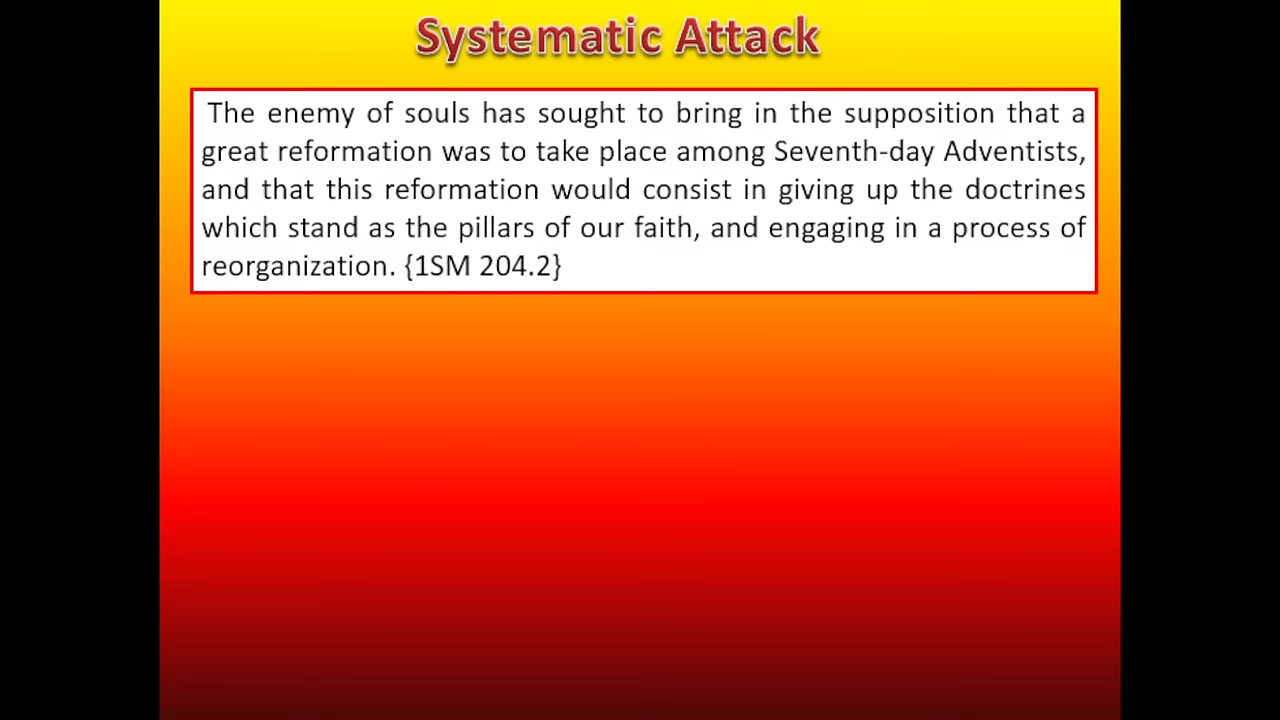 Systematic Attack
The enemy of souls has sought to bring in the supposition that a
great reformation was to take place among Seventh-day Adventists,
and that this reformation would consist in giving up the doctrines
which stand as the pillars of our faith, and engaging in a process of
reorganization. {1SM 204.2}